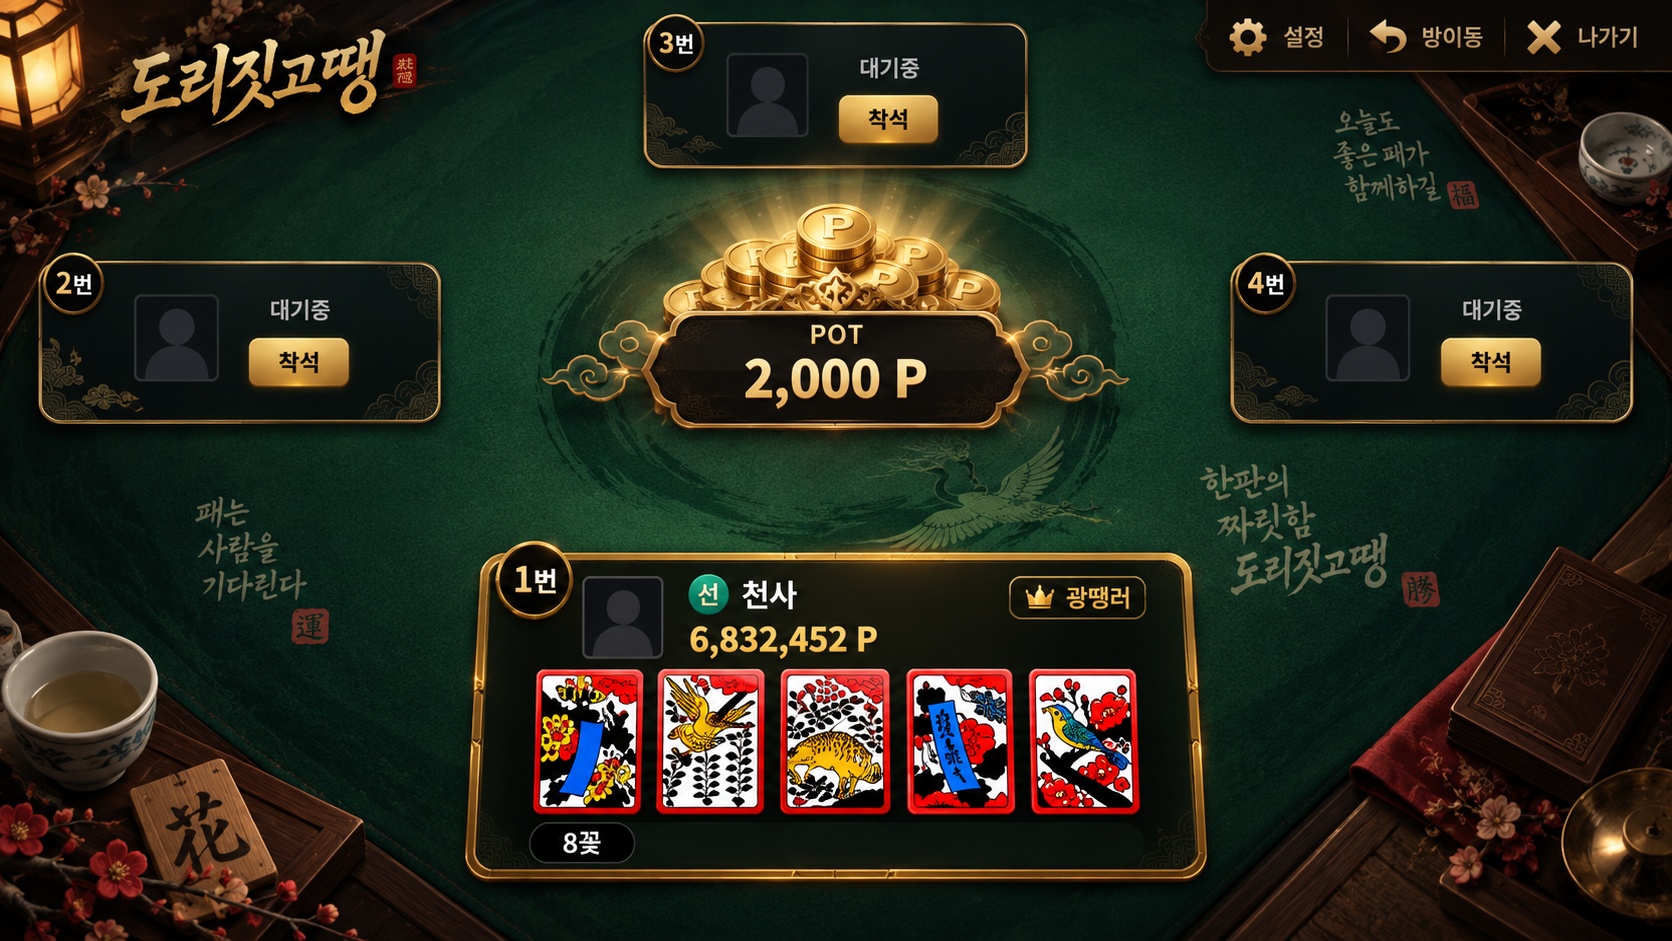 도리짓고땡
3번
대기중
착석
설정
방이동
나가기
오늘도
좋은 패가
함께하길
福
2번
대기중
착석
4번
대기중
착석
P
POT
2,000 P
패는
사람을
기다린다
運
한판의
짜릿함
도리짓고땡
勝
1번
선 천사
광땡러
6,832,452 P
8꽃
花